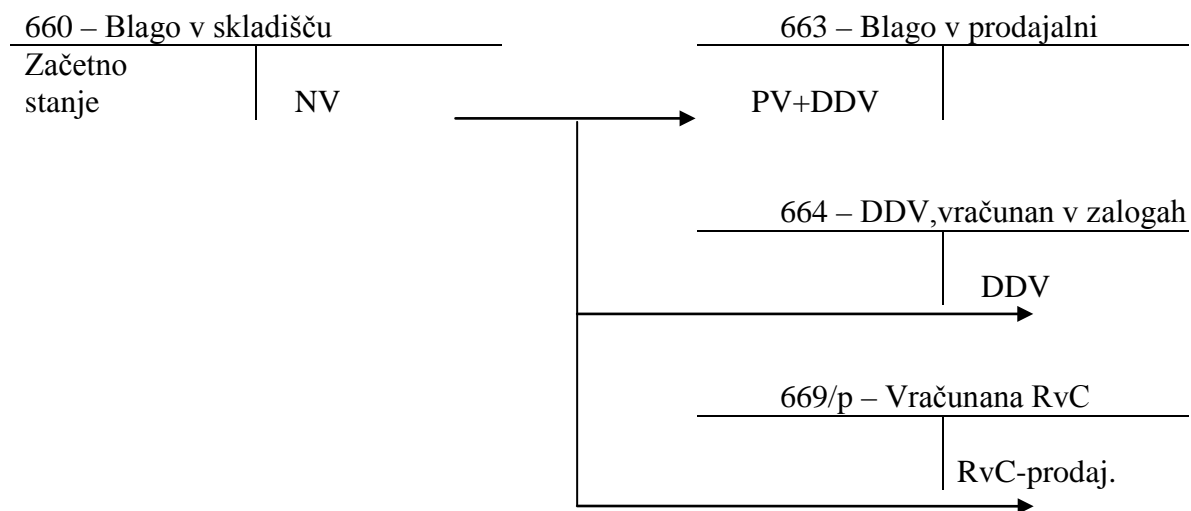 660 – Blago v skladišču
663 – Blago v prodajalni
Začetno
stanje
NV
PV+DDV
664 – DDV,vračunan v zalogah
DDV
669/p – Vračunana RvC
RvC-prodaj.